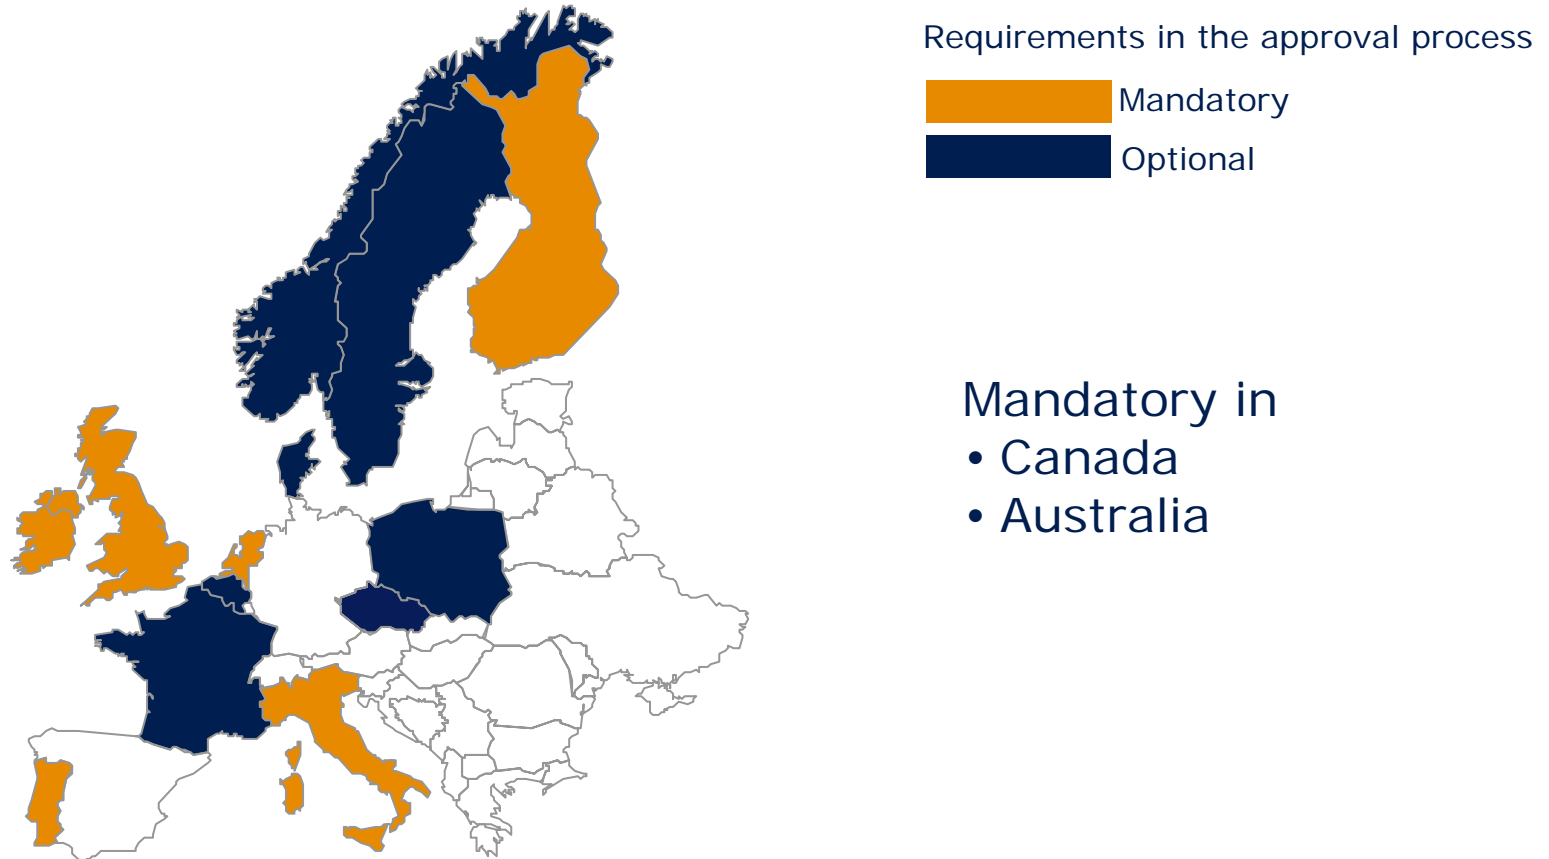 Requirements in the approval process
Mandatory
Optional
Mandatory in
• Canada
• Australia